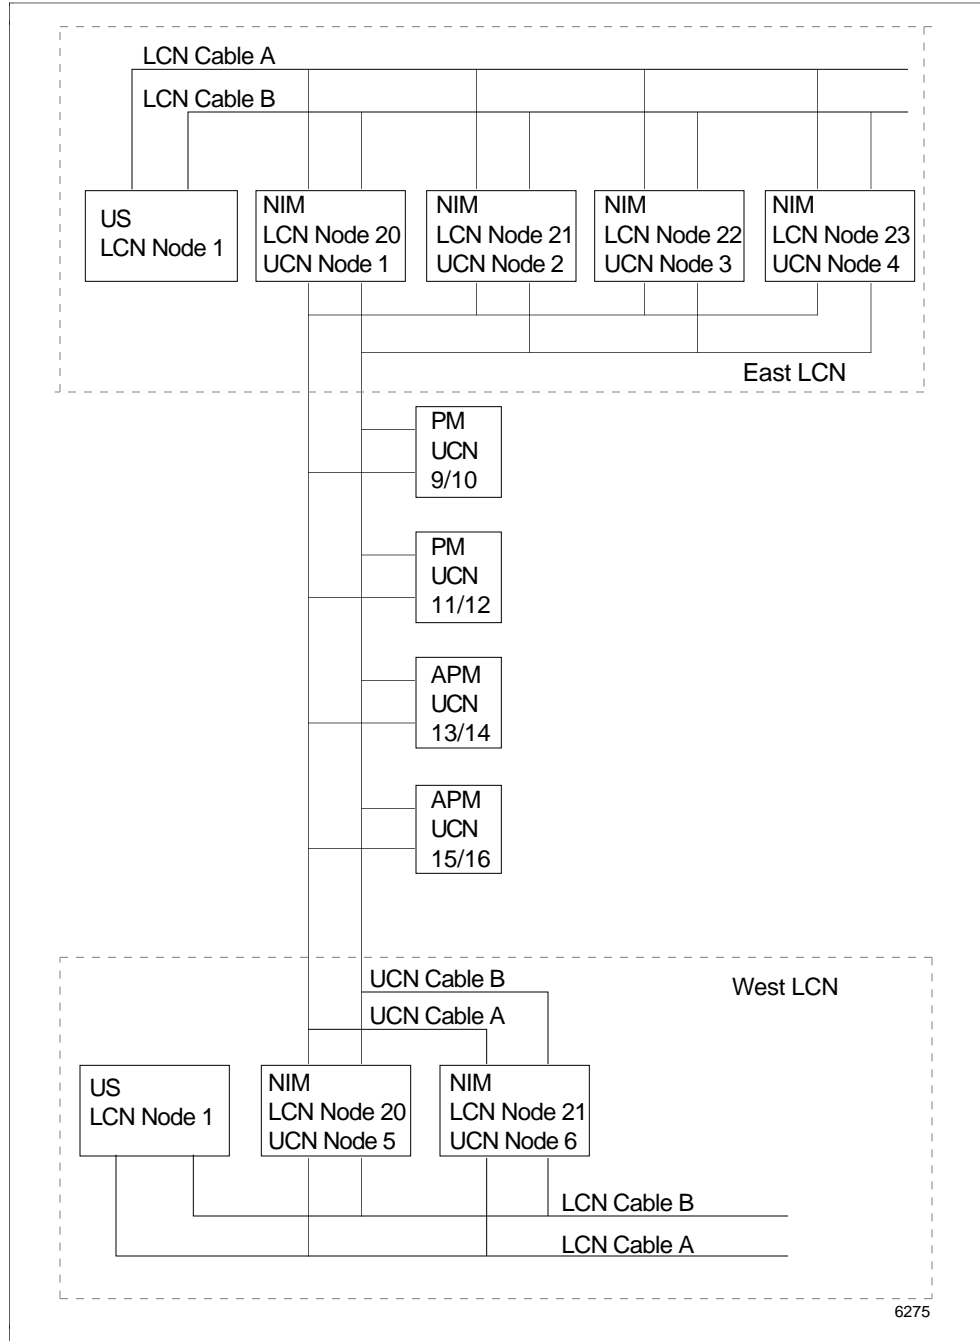 LCN Cable A
LCN Cable B
US
LCN Node 1
NIM
LCN Node 20
UCN Node 1
NIM
LCN Node 21
UCN Node 2
NIM
LCN Node 22
UCN Node 3
NIM
LCN Node 23
UCN Node 4
East LCN
PM
UCN
9/10
PM
UCN
11/12
APM
UCN
13/14
APM
UCN
15/16
UCN Cable B
West LCN
UCN Cable A
US
LCN Node 1
NIM
LCN Node 20
UCN Node 5
NIM
LCN Node 21
UCN Node 6
LCN Cable B
LCN Cable A
6275